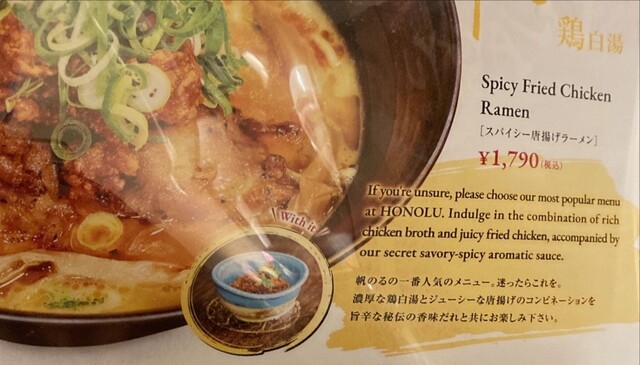 鶏白湯
Spicy Fried Chicken
Ramen
[スパイシー唐揚げラーメン]
¥1,790(税込)
If you're unsure, please choose our most popular menu
at HONOLU. Indulge in the combination of rich
chicken broth and juicy fried chicken, accompanied by
our secret savory-spicy aromatic sauce.
With it
帆のるの一番人気のメニュー。迷ったらこれを。
濃厚な鶏白湯とジューシーな唐揚げのコンビネーションを
旨辛な秘伝の香味だれと共にお楽しみ下さい。